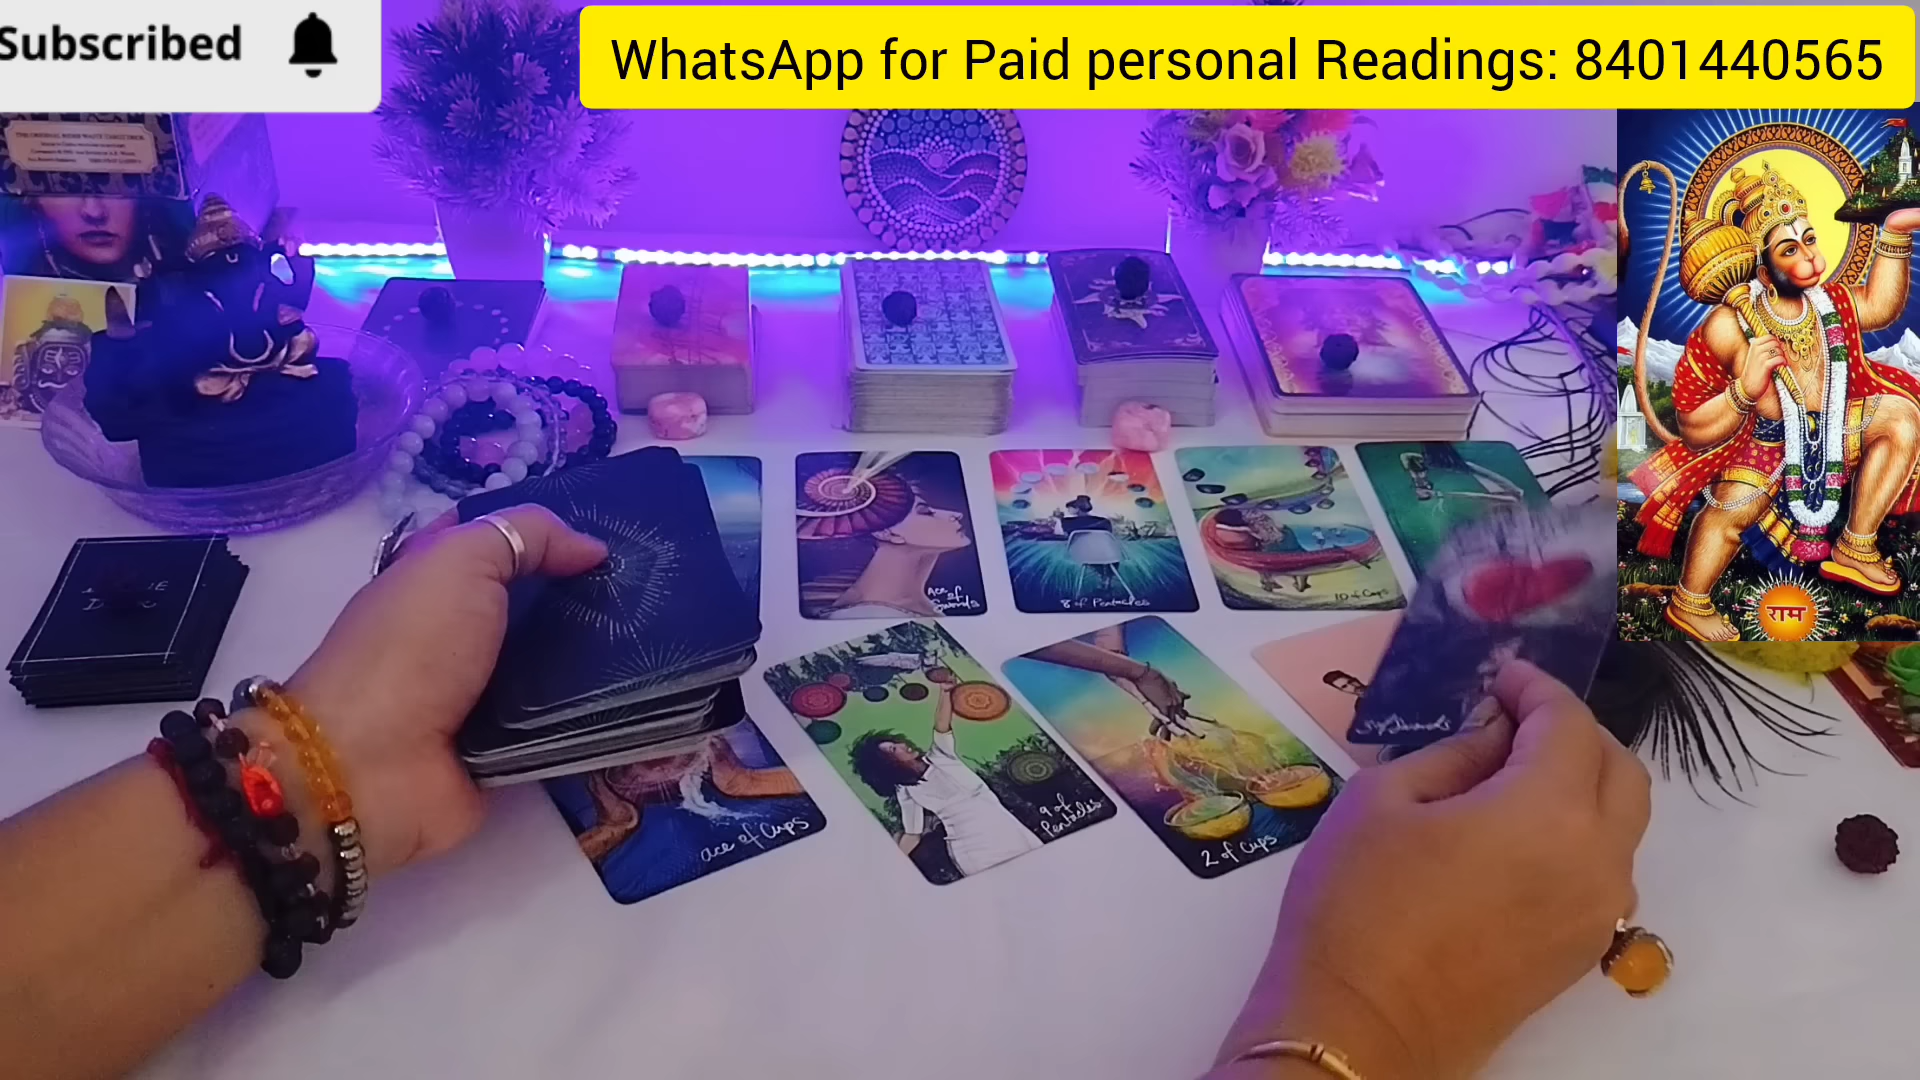 Subscribed
WhatsApp for Paid personal Readings: 8401440565
Ace of
Swords
8 of Pentacles
10 of Cups
राम
ace of Cups
9 of
Pentacles
2 of Cups